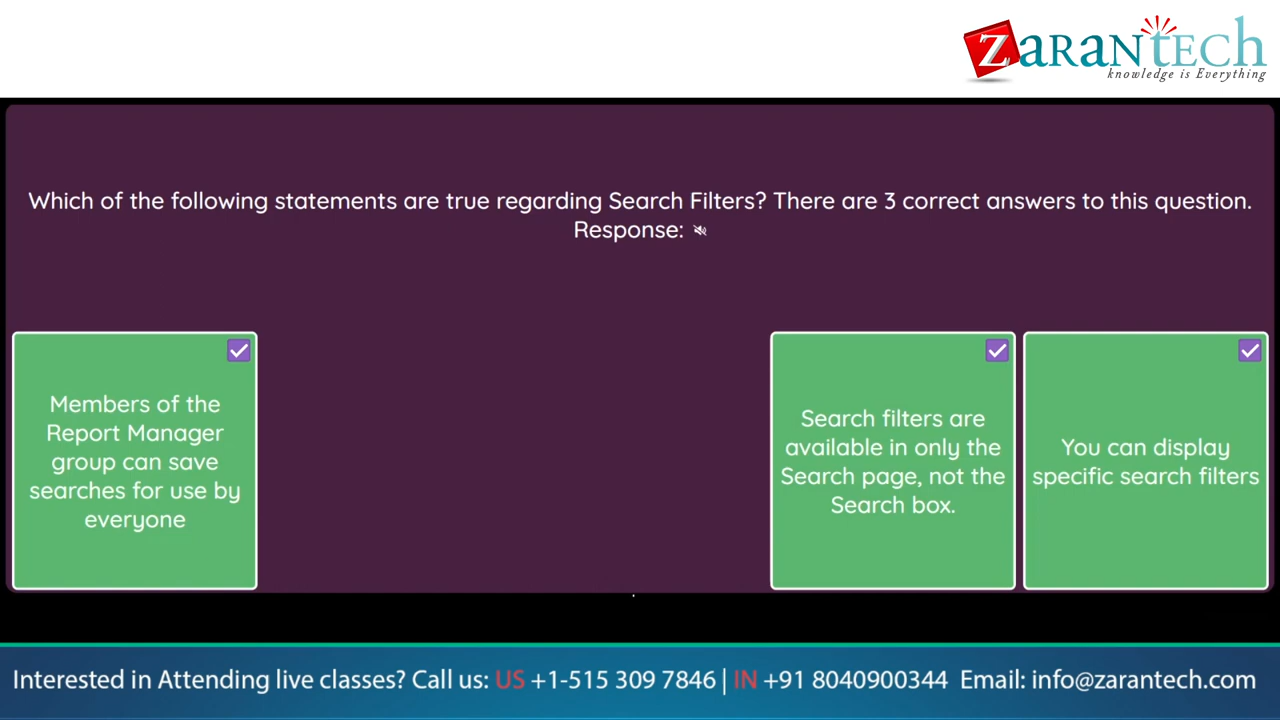 ZARANTECH
knowledge is Everything
Which of the following statements are true regarding Search Filters? There are 3 correct answers to this question.
Response:
Members of the
Report Manager
group can save
searches for use by
everyone
Search filters are
available in only the
Search page, not the
Search box.
You can display
specific search filters
Interested in Attending live classes? Call us: US +1-515 309 7846 | IN +91 8040900344 Email: info@zarantech.com